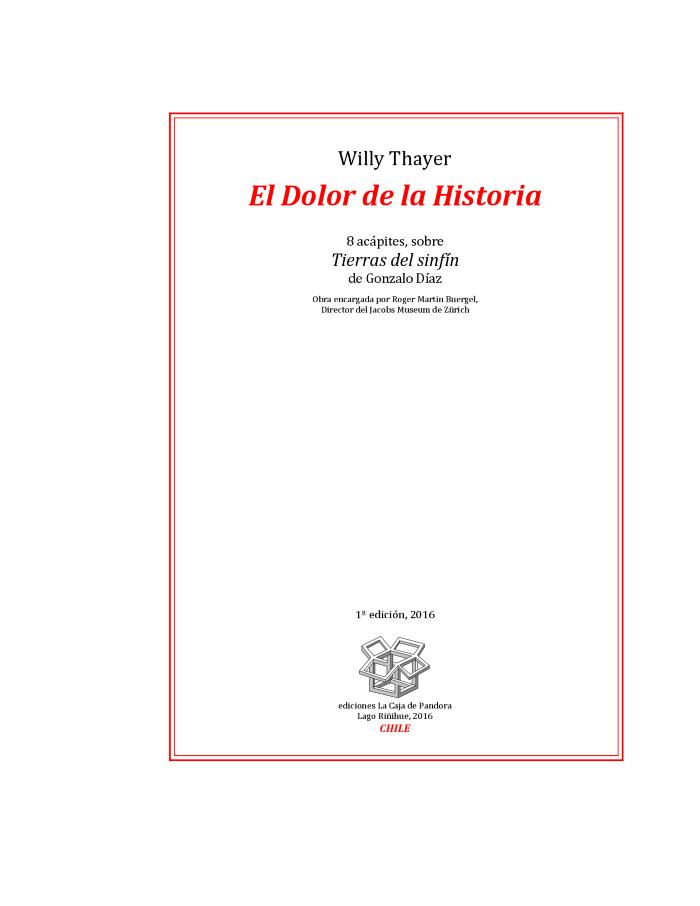 Willy Thayer
El Dolor de la Historia
8 acápites, sobre
Tierras del sinfín
de Gonzalo Díaz
Obra encargada por Roger Martin Buergel,
Director del Jacobs Museum de Zürich
1ª edición, 2016
ediciones La Caja de Pandora
Lago Riñihue, 2016
CHILE